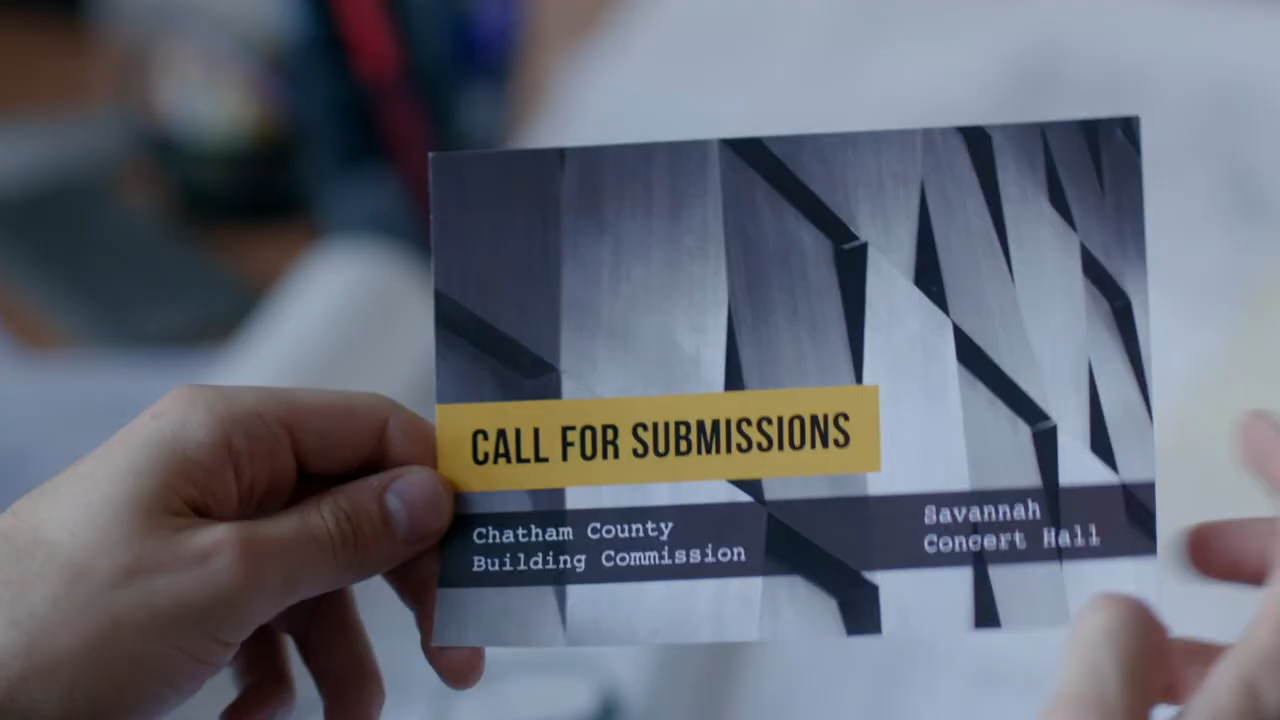 CALL FOR SUBMISSIONS
Chatham County
Building Commission
Savannah
Concert Hall